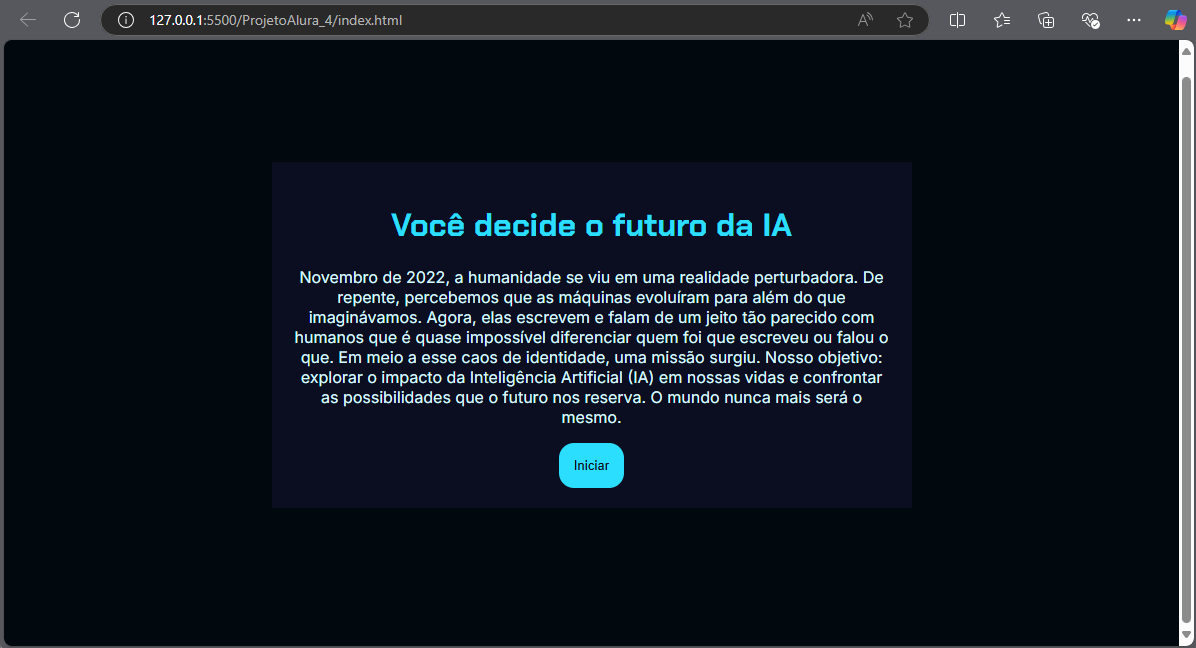 127.0.0.1:5500/ProjetoAlura_4/index.html
Você decide o futuro da IA
Novembro de 2022, a humanidade se viu em uma realidade perturbadora. De
repente, percebemos que as máquinas evoluíram para além do que
imaginávamos. Agora, elas escrevem e falam de um jeito tão parecido com
humanos que é quase impossível diferenciar quem foi que escreveu ou falou o
que. Em meio a esse caos de identidade, uma missão surgiu. Nosso objetivo:
explorar o impacto da Inteligência Artificial (IA) em nossas vidas e confrontar
as possibilidades que o futuro nos reserva. O mundo nunca mais será o
mesmo.
Iniciar